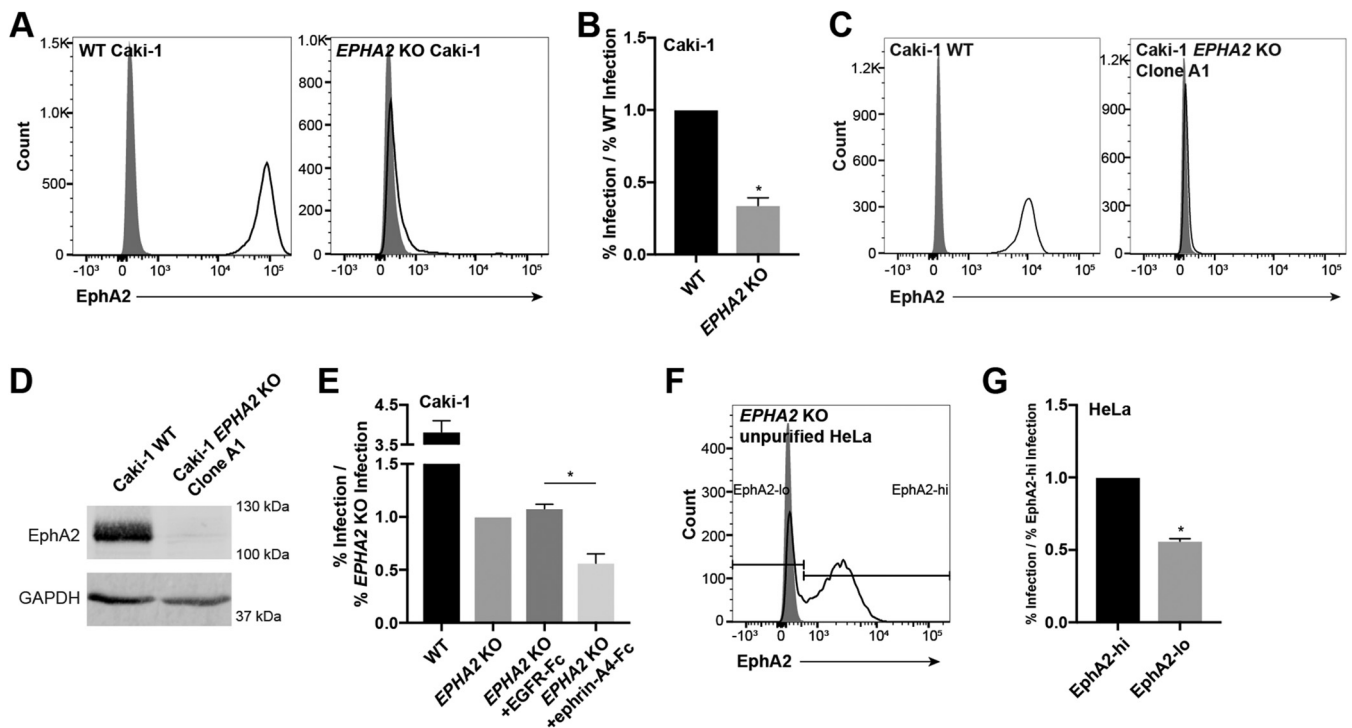 A
WT Caki-1
Count
1.5K
1.0K
500
0
-10³ 0 10³ 10⁴ 10⁵
EPHA2 KO Caki-1
1.0K
800
600
400
200
0
-10³ 0 10³ 10⁴ 10⁵
EphA2
B
Caki-1
% Infection / % WT Infection
1.5
1.0
0.5
0.0
*
WT
EPHA2 KO
C
Caki-1 WT
Count
1.2K
900
600
300
0
-10³ 0 10³ 10⁴ 10⁵
Caki-1 EPHA2 KO
Clone A1
1.2K
900
600
300
0
-10³ 0 10³ 10⁴ 10⁵
EphA2
D
Caki-1 WT
Caki-1 EPHA2 KO
Clone A1
EphA2
130 kDa
100 kDa
GAPDH
37 kDa
E
Caki-1
% Infection /
% EPHA2 KO Infection
4.5
3.5
1.5
1.0
0.5
0.0
*
WT
EPHA2 KO
EPHA2 KO
+EGFR-Fc
EPHA2 KO
+ephrin-A4-Fc
F
EPHA2 KO
unpurified HeLa
Count
400
300
200
100
0
EphA2-lo
EphA2-hi
-10³ 0 10³ 10⁴ 10⁵
EphA2
G
HeLa
% Infection / % EphA2-hi Infection
1.5
1.0
0.5
0.0
*
EphA2-hi
EphA2-lo